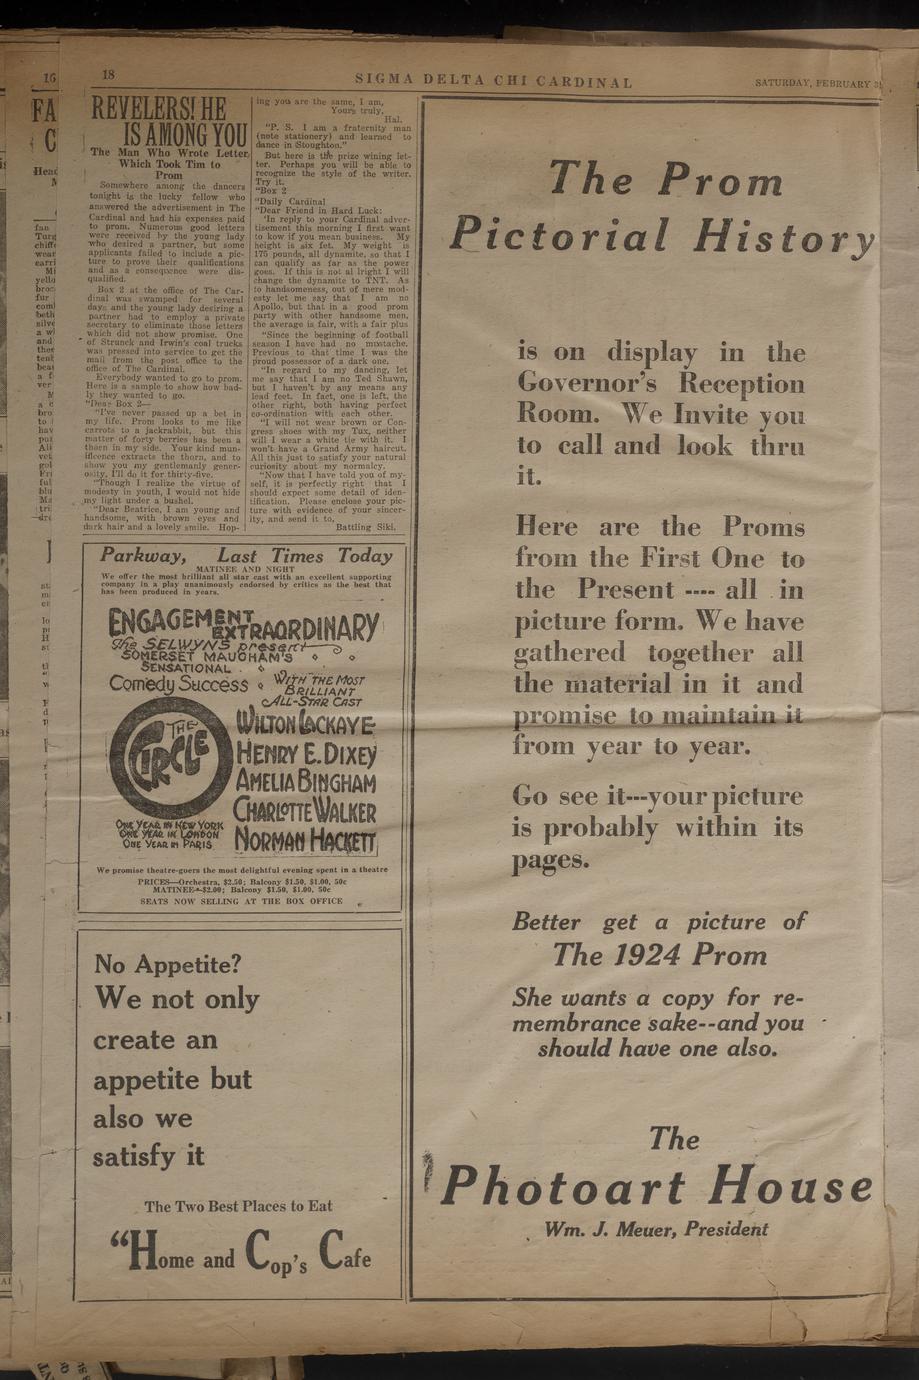 16
FA
C
18
SIGMA DELTA CHI CARDINAL
SATURDAY, FEBRUARY
REVELERS! HE
IS AMONG YOU
The Man Who Wrote Letter
Which Took Tim to
Prom
Somewhere among the dancers
tonight is the lucky fellow who
answered the advertisement in The
Cardinal and had his expenses paid
to prom. Numerous good letters
were received by the young lady
who desired a partner, but some
applicants failed to include a pic-
ture to prove their qualifications
and as a consequence were dis-
qualified.
Box 2 at the office of The Car-
dinal was swamped for several
days and the young lady desiring a
partner had to employ a private
secretary to eliminate those letters
which did not show promise. One
of Strunck and Irwin's coal trucks
was pressed into service to get the
mail from the post office to the
office of The Cardinal.
Everybody wanted to go to prom.
Here is a sample to show how bad-
ly they wanted to go.
"Dear Box 2—
"I've never passed up a bet in
my life. Prom looks to me like
carrots to a jackrabbit, but this
matter of forty berries has been a
thorn in my side. Your kind mun-
ificence extracts the thorn, and to
show you my gentlemanly gener-
osity, I'll do it for thirty-five.
"Though I realize the virtue of
modesty in youth, I would not hide
my light under a bushel.
"Dear Beatrice, I am young and
handsome, with brown eyes and
dark hair and a lovely smile. Hop-
ing you are the same, I am,
Yours truly,
Hal.
"P. S. I am a fraternity man
(note stationery) and learned to
dance in Stoughton."
But here is the prize wining let-
ter. Perhaps you will be able to
recognize the style of the writer.
Try it.
"Box 2
"Daily Cardinal
"Dear Friend in Hard Luck:
"In reply to your Cardinal adver-
tisement this morning I first want
to kow if you mean business. My
height is six fet. My weight is
175 pounds, all dynamite, so that I
can qualify as far as the power
goes. If this is not al lright I will
change the dynamite to TNT. As
to handsomeness, out of mere mod-
esty let me say that I am no
Apollo, but that in a good prom
party with other handsome men,
the average is fair, with a fair plus
"Since the beginning of football
season I have had no mustache.
Previous to that time I was the
proud possessor of a dark one.
"In regard to my dancing, let
me say that I am no Ted Shawn,
but I haven't by any means any
lead feet. In fact, one is left, the
other right, both having perfect
co-ordination with each other.
"I will not wear brown or Con-
gress shoes with my Tux, neither
will I wear a white tie with it. I
won't have a Grand Army haircut.
All this just to satisfy your natural
curiosity about my normalcy.
"Now that I have told you of my-
self, it is perfectly right that I
should expect some detail of iden-
tification. Please enclose your pic-
ture with evidence of your sincer-
ity, and send it to,
Battling Siki.
Parkway, Last Times Today
MATINEE AND NIGHT
We offer the most brilliant all star cast with an excellent supporting
company in a play unanimously endorsed by critics as the best that
has been produced in years.
ENGAGEMENT
EXTRAORDINARY
The SELWYNS present
SOMERSET MAUGHAM'S
SENSATIONAL
Comedy Success
WITH THE MOST
BRILLIANT
ALL-STAR CAST
THE
CIRCLE
WILTON LACKAYE
HENRY E. DIXEY
AMELIA BINGHAM
CHARLOTTE WALKER
NORMAN HACKETT
ONE YEAR IN NEW YORK
ONE YEAR IN LONDON
ONE YEAR IN PARIS
We promise theatre-goers the most delightful evening spent in a theatre
PRICES—Orchestra, $2.50; Balcony $1.50, $1.00, 50c
MATINEE—$2.00; Balcony $1.50, $1.00, 50c
SEATS NOW SELLING AT THE BOX OFFICE
No Appetite?
We not only
create an
appetite but
also we
satisfy it
The Two Best Places to Eat
"Home and Cop's Cafe
The Prom
Pictorial History
is on display in the
Governor's Reception
Room. We Invite you
to call and look thru
it.
Here are the Proms
from the First One to
the Present ---- all in
picture form. We have
gathered together all
the material in it and
promise to maintain it
from year to year.
Go see it---your picture
is probably within its
pages.
Better get a picture of
The 1924 Prom
She wants a copy for re-
membrance sake--and you
should have one also.
The
Photoart House
Wm. J. Meuer, President